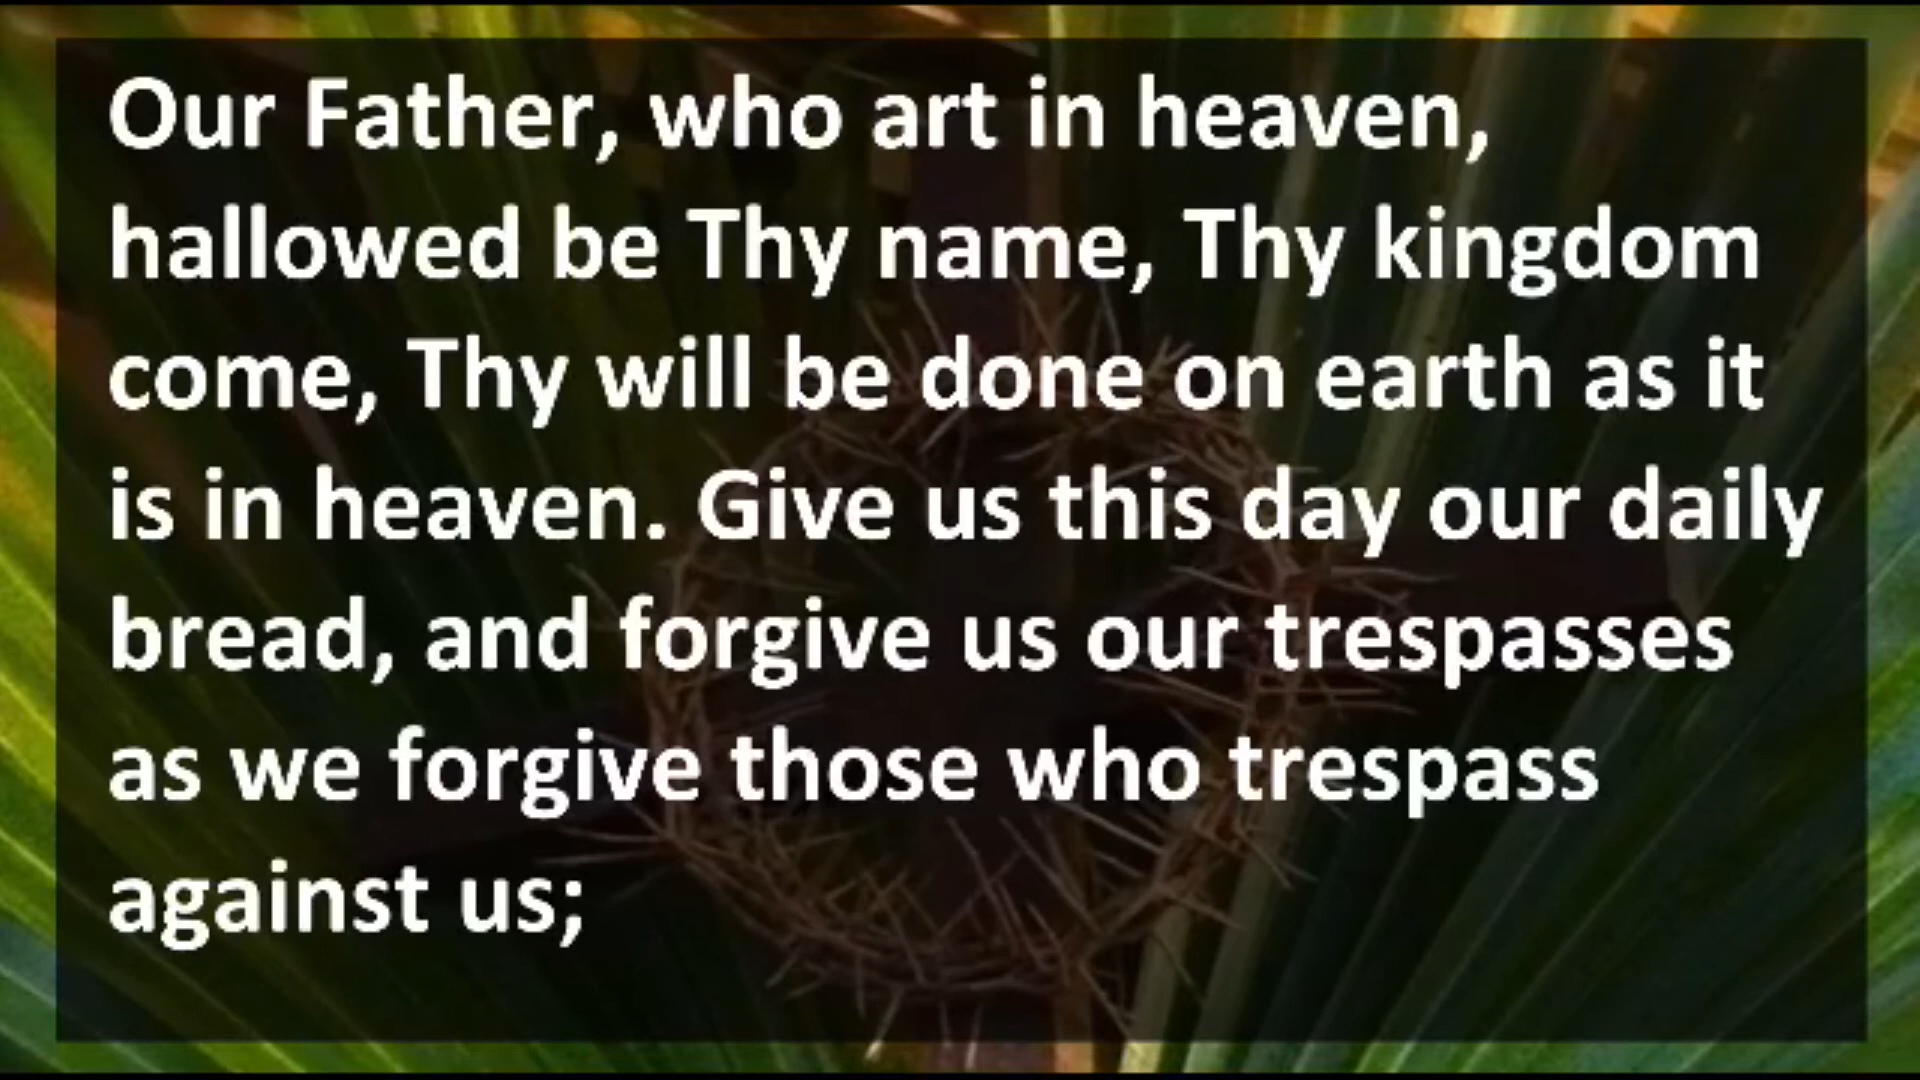 Our Father, who art in heaven,
hallowed be Thy name, Thy kingdom
come, Thy will be done on earth as it
is in heaven. Give us this day our daily
bread, and forgive us our trespasses
as we forgive those who trespass
against us;